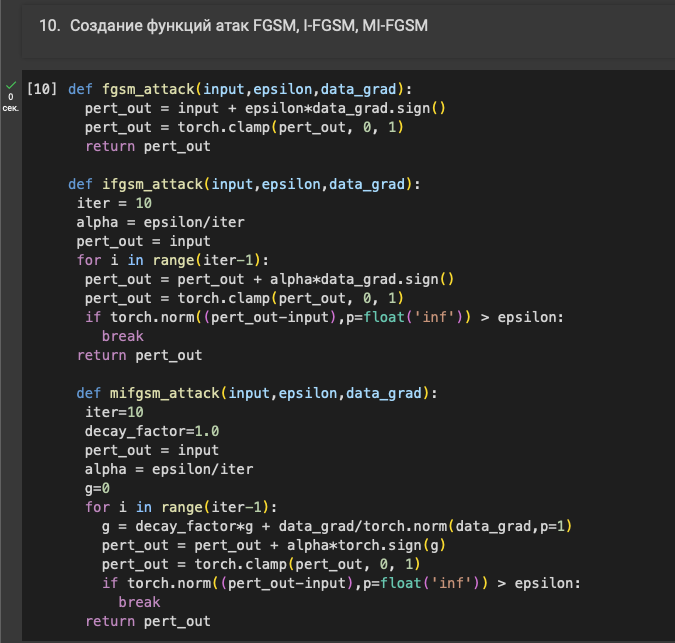 10. Создание функций атак FGSM, I-FGSM, MI-FGSM
0
сек.
[10] def fgsm_attack(input,epsilon,data_grad):
  pert_out = input + epsilon*data_grad.sign()
  pert_out = torch.clamp(pert_out, 0, 1)
  return pert_out

def ifgsm_attack(input,epsilon,data_grad):
 iter = 10
 alpha = epsilon/iter
 pert_out = input
 for i in range(iter-1):
  pert_out = pert_out + alpha*data_grad.sign()
  pert_out = torch.clamp(pert_out, 0, 1)
  if torch.norm((pert_out-input),p=float('inf')) > epsilon:
    break
 return pert_out

 def mifgsm_attack(input,epsilon,data_grad):
  iter=10
  decay_factor=1.0
  pert_out = input
  alpha = epsilon/iter
  g=0
  for i in range(iter-1):
    g = decay_factor*g + data_grad/torch.norm(data_grad,p=1)
    pert_out = pert_out + alpha*torch.sign(g)
    pert_out = torch.clamp(pert_out, 0, 1)
    if torch.norm((pert_out-input),p=float('inf')) > epsilon:
      break
  return pert_out